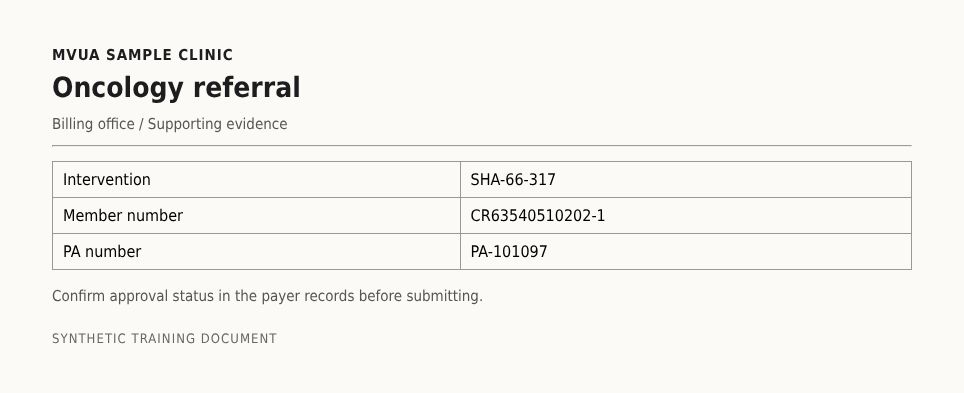 MVUA SAMPLE CLINIC
Oncology referral
Billing office / Supporting evidence
Intervention SHA-66-317
Member number CR63540510202-1
PA number PA-101097
Confirm approval status in the payer records before submitting.
SYNTHETIC TRAINING DOCUMENT